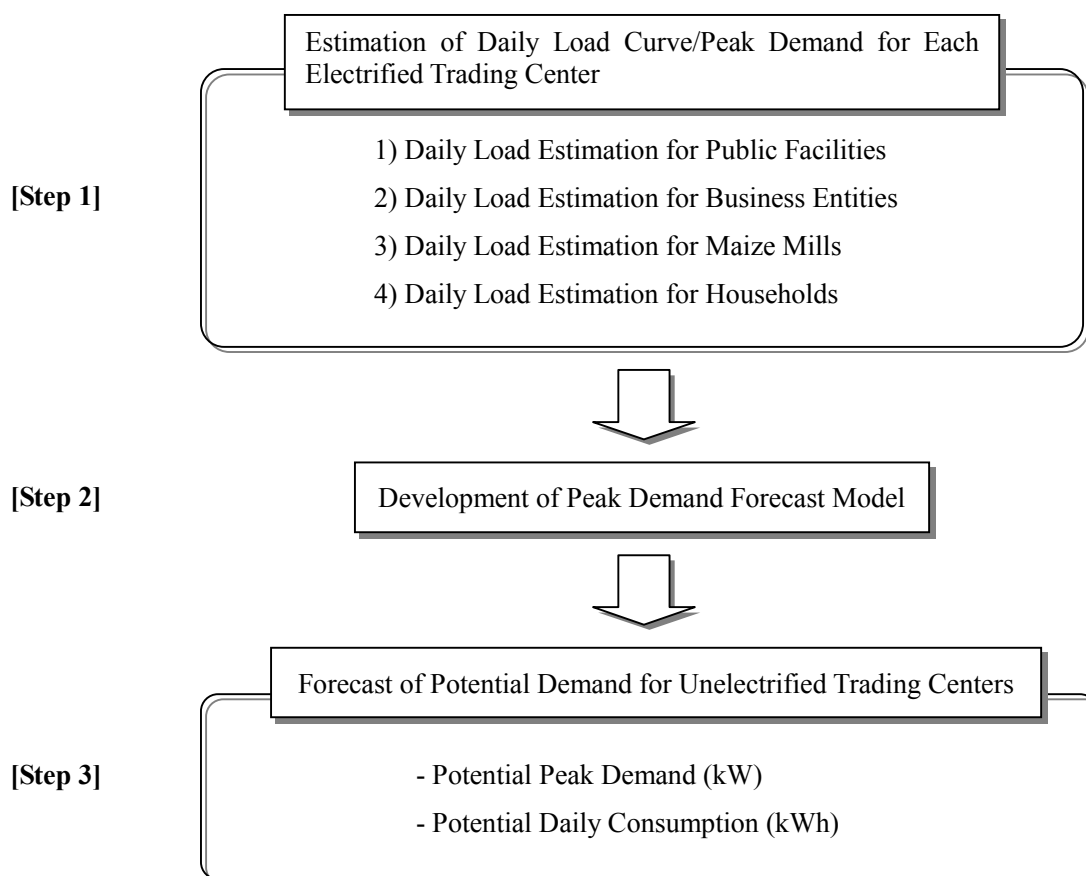 Estimation of Daily Load Curve/Peak Demand for Each
Electrified Trading Center
[Step 1]
1) Daily Load Estimation for Public Facilities
2) Daily Load Estimation for Business Entities
3) Daily Load Estimation for Maize Mills
4) Daily Load Estimation for Households
[Step 2]
Development of Peak Demand Forecast Model
Forecast of Potential Demand for Unelectrified Trading Centers
[Step 3]
- Potential Peak Demand (kW)
- Potential Daily Consumption (kWh)